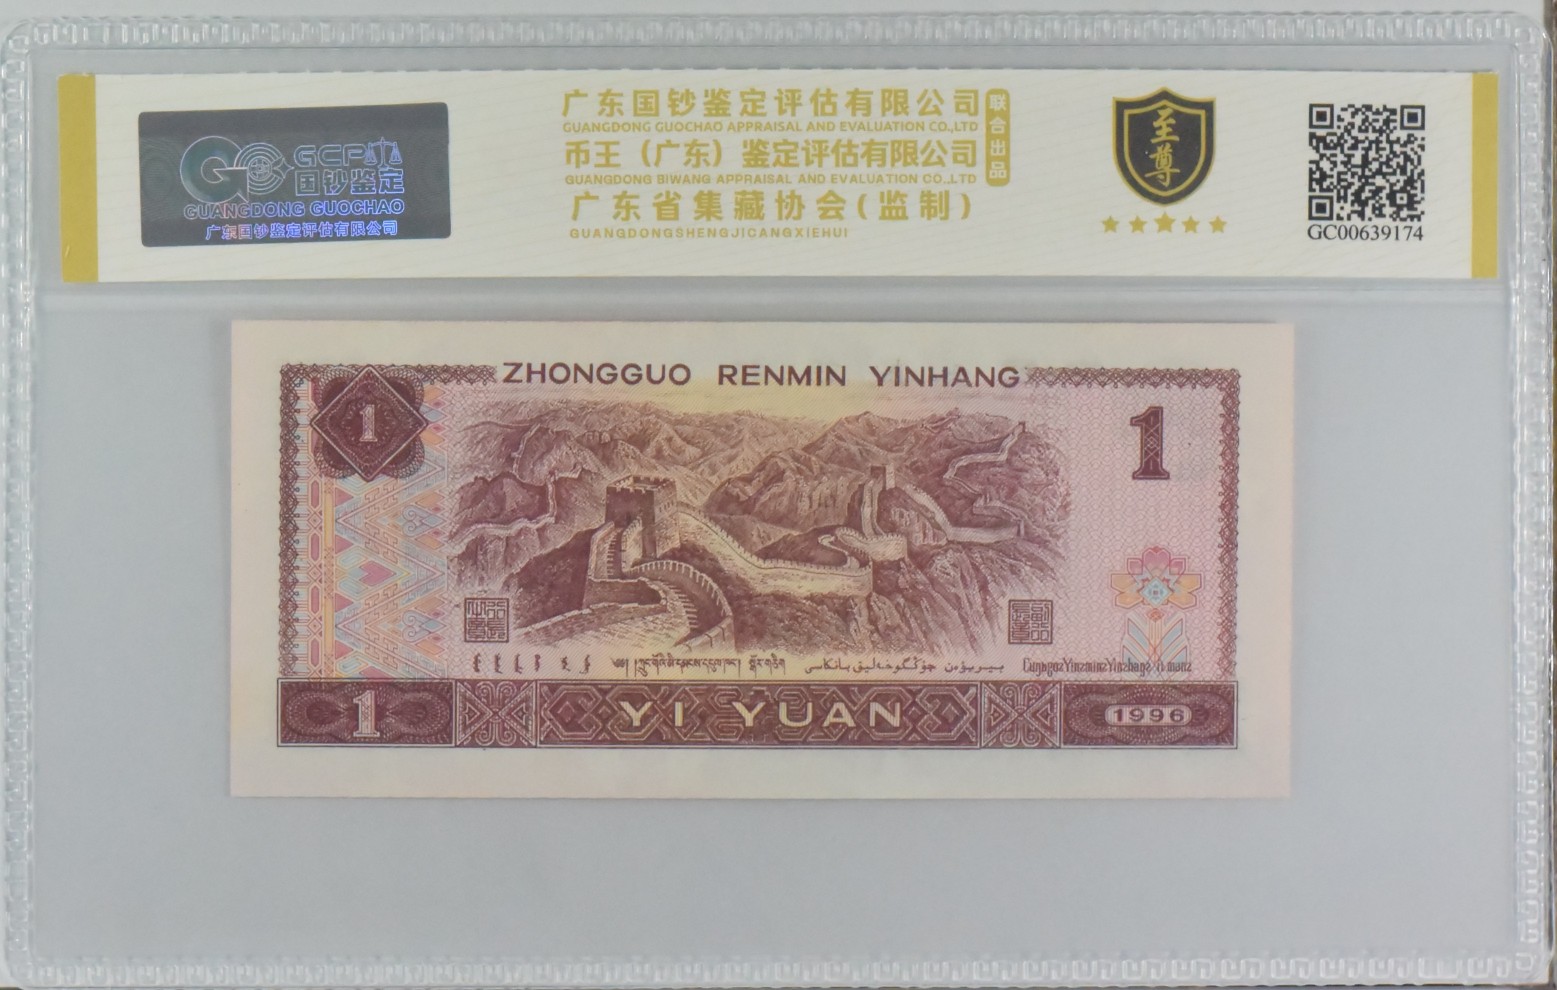 GCP
国钞鉴定
GUANGDONG GUOCHAO
广东国钞鉴定评估有限公司
广东国钞鉴定评估有限公司
GUANGDONG GUOCHAO APPRAISAL AND EVALUATION CO.,LTD
币王（广东）鉴定评估有限公司
GUANGDONG BIWANG APPRAISAL AND EVALUATION CO.,LTD
联合出品
广东省集藏协会(监制)
GUANGDONGSHENGJICANGXIEHUI
至尊
GC00639174
ZHONGGUO RENMIN YINHANG
1
1
1
YI YUAN
1996